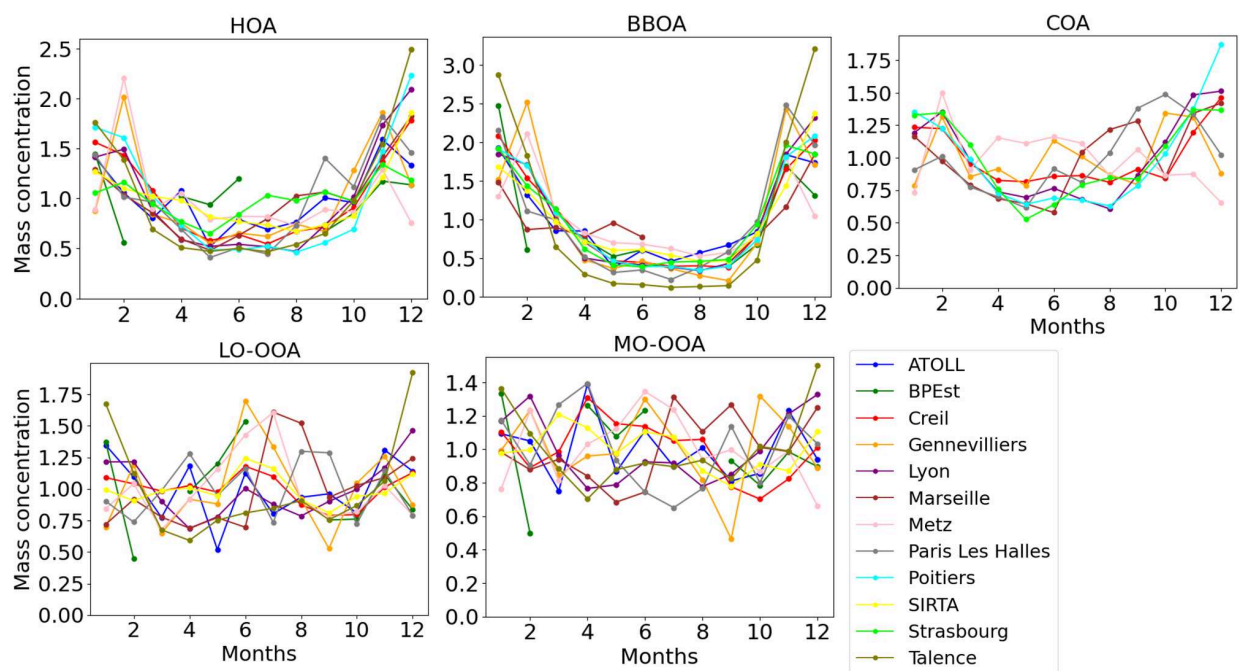 HOA
BBOA
COA
Mass concentration
2.5
2.0
1.5
1.0
0.5
0.0
2 4 6 8 10 12
3.0
2.5
2.0
1.5
1.0
0.5
0.0
2 4 6 8 10 12
1.75
1.50
1.25
1.00
0.75
0.50
0.25
0.00
2 4 6 8 10 12
Months
LO-OOA
MO-OOA
Mass concentration
1.75
1.50
1.25
1.00
0.75
0.50
0.25
0.00
2 4 6 8 10 12
Months
1.4
1.2
1.0
0.8
0.6
0.4
0.2
0.0
2 4 6 8 10 12
Months
ATOLL
BPEst
Creil
Gennevilliers
Lyon
Marseille
Metz
Paris Les Halles
Poitiers
SIRTA
Strasbourg
Talence